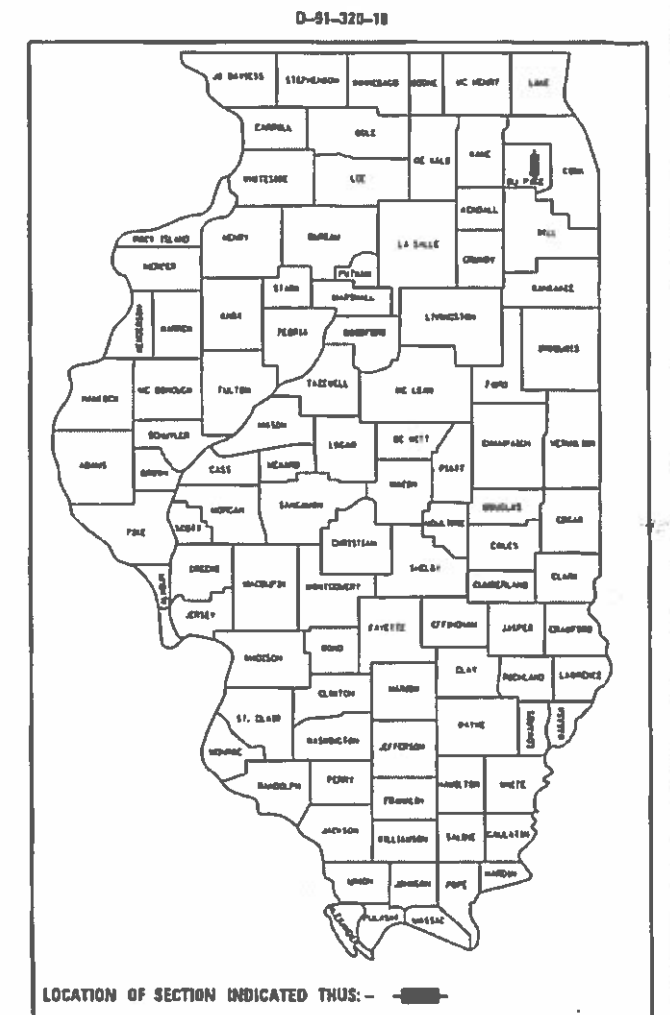 D-91-320-18
JO DAVIESS STEPHENSON WINNEBAGO BOONE MC HENRY LAKE
CARROLL OGLE
DE KALB KANE COOK
WHITESIDE LEE DU PAGE
KENDALL
ROCK ISLAND HENRY BUREAU LA SALLE WILL
MERCER PUTNAM GRUNDY
STARK MARSHALL KANKAKEE
HENDERSON WARREN KNOX PEORIA WOODFORD LIVINGSTON IROQUOIS
HANCOCK MC DONOUGH FULTON TAZEWELL MC LEAN FORD
MASON
SCHUYLER LOGAN DE WITT CHAMPAIGN VERMILION
ADAMS BROWN CASS MENARD PIATT
MACON
MORGAN SANGAMON DOUGLAS
PIKE SCOTT MOULTRIE EDGAR
CHRISTIAN COLES
GREENE MACOUPIN MONTGOMERY SHELBY CUMBERLAND CLARK
CALHOUN
JERSEY FAYETTE EFFINGHAM JASPER CRAWFORD
MADISON BOND
CLAY RICHLAND LAWRENCE
CLINTON MARION
ST. CLAIR WAYNE EDWARDS WABASH
WASHINGTON JEFFERSON
MONROE
RANDOLPH PERRY HAMILTON WHITE
FRANKLIN
JACKSON WILLIAMSON SALINE GALLATIN
UNION JOHNSON POPE HARDIN
ALEXANDER PULASKI MASSAC
LOCATION OF SECTION INDICATED THUS: -